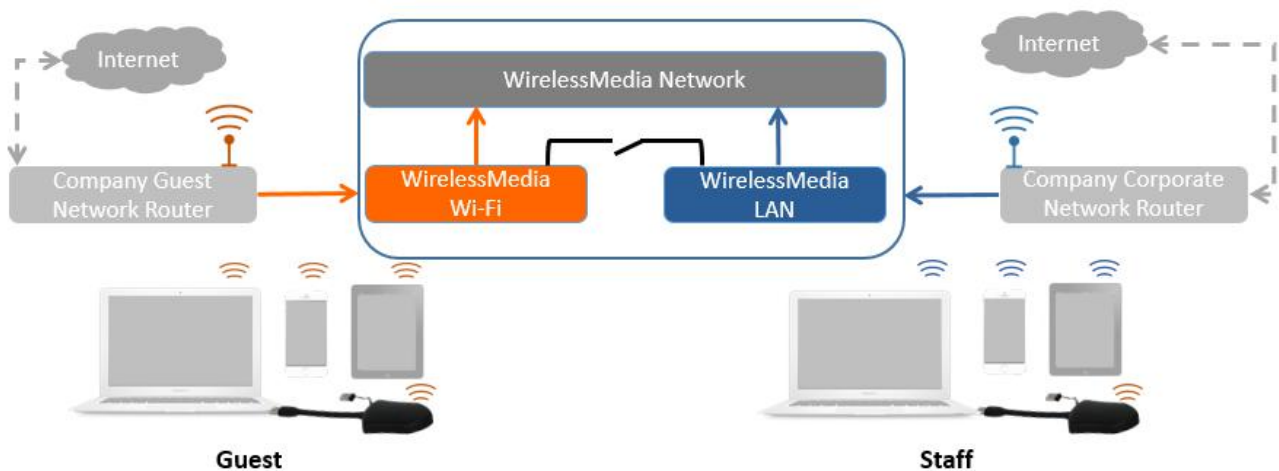 Internet
Internet
WirelessMedia Network
Company Guest
Network Router
WirelessMedia
Wi-Fi
WirelessMedia
LAN
Company Corporate
Network Router
Guest
Staff